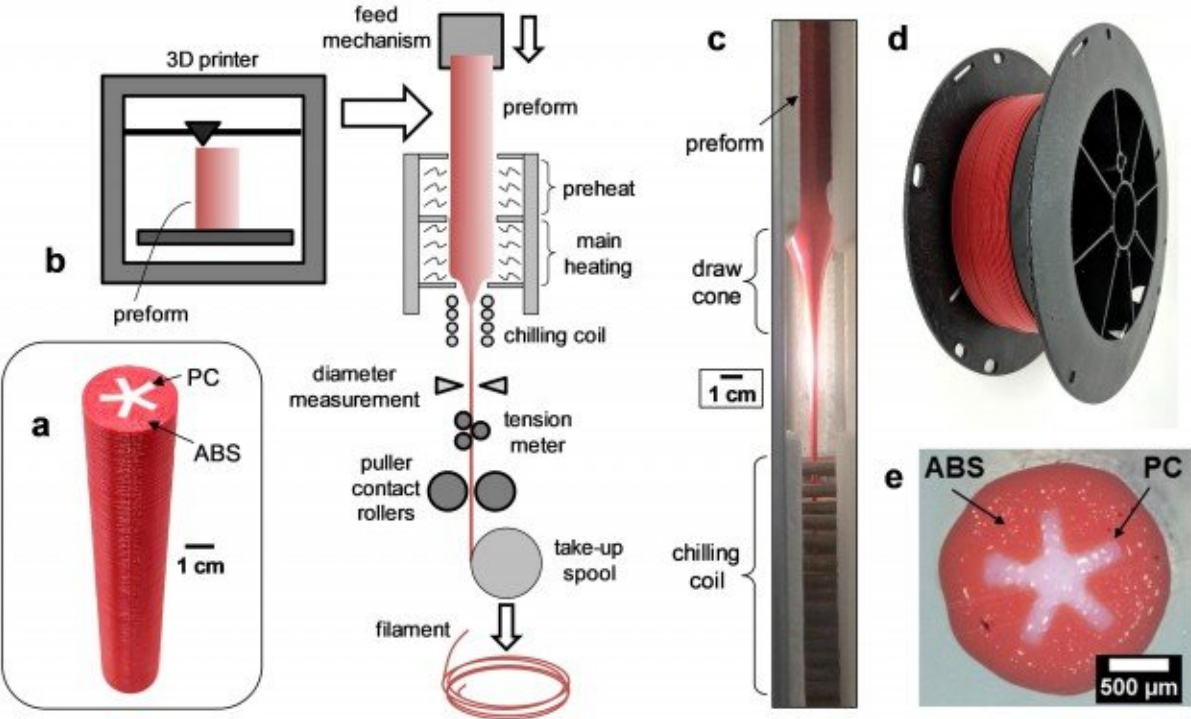 a
PC
ABS
1 cm
b
3D printer
preform
feed
mechanism
preform
preheat
main
heating
chilling coil
diameter
measurement
tension
meter
puller
contact
rollers
take-up
spool
filament
c
preform
draw
cone
1 cm
chilling
coil
d
e
ABS
PC
500 µm